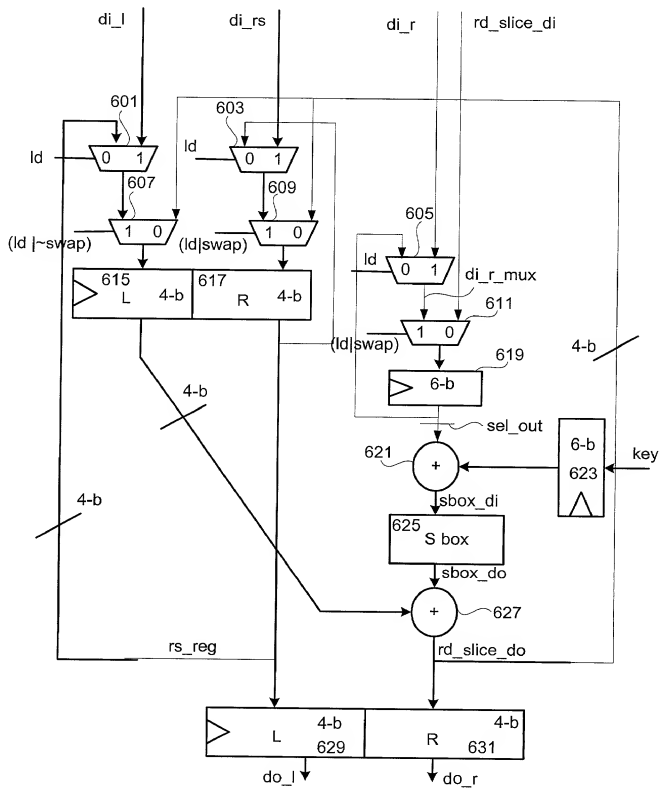 di_l
di_rs
di_r
rd_slice_di
601
603
ld
0 1
ld
0 1
607
609
605
(ld |~swap)
1 0
(ld|swap)
1 0
ld
0 1
di_r_mux
615
L
4-b
617
R
4-b
611
(ld|swap)
1 0
4-b
619
6-b
4-b
sel_out
6-b
623
key
621
+
sbox_di
4-b
625
S box
sbox_do
+
627
rs_reg
rd_slice_do
L
4-b
629
R
4-b
631
do_l
do_r